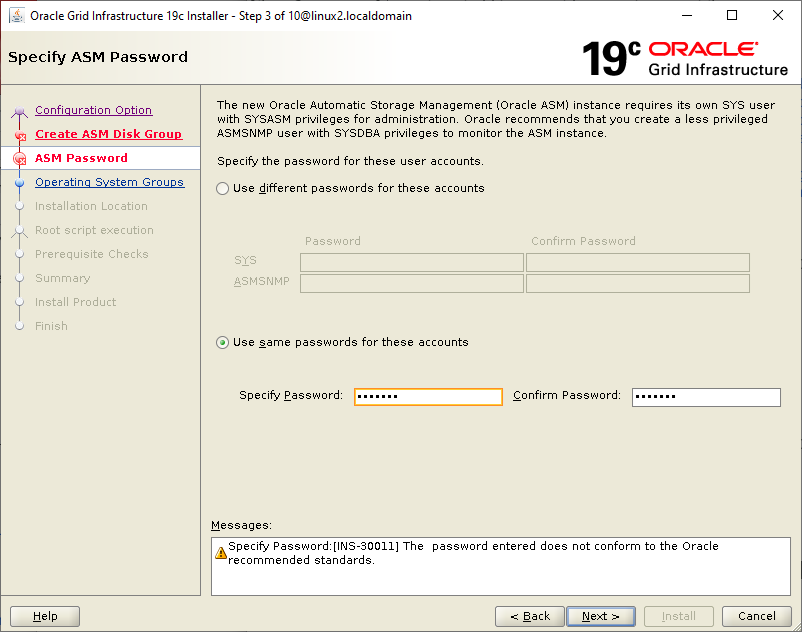 Oracle Grid Infrastructure 19c Installer - Step 3 of 10@linux2.localdomain
Specify ASM Password
19c ORACLE
Grid Infrastructure
Configuration Option
Create ASM Disk Group
ASM Password
Operating System Groups
Installation Location
Root script execution
Prerequisite Checks
Summary
Install Product
Finish
The new Oracle Automatic Storage Management (Oracle ASM) instance requires its own SYS user
with SYSASM privileges for administration. Oracle recommends that you create a less privileged
ASMSNMP user with SYSDBA privileges to monitor the ASM instance.
Specify the password for these user accounts.
Use different passwords for these accounts
Password Confirm Password
SYS
ASMSNMP
Use same passwords for these accounts
Specify Password: ••••••• Confirm Password: •••••••
Messages:
Specify Password:[INS-30011] The  password entered does not conform to the Oracle
recommended standards.
Help < Back Next > Install Cancel